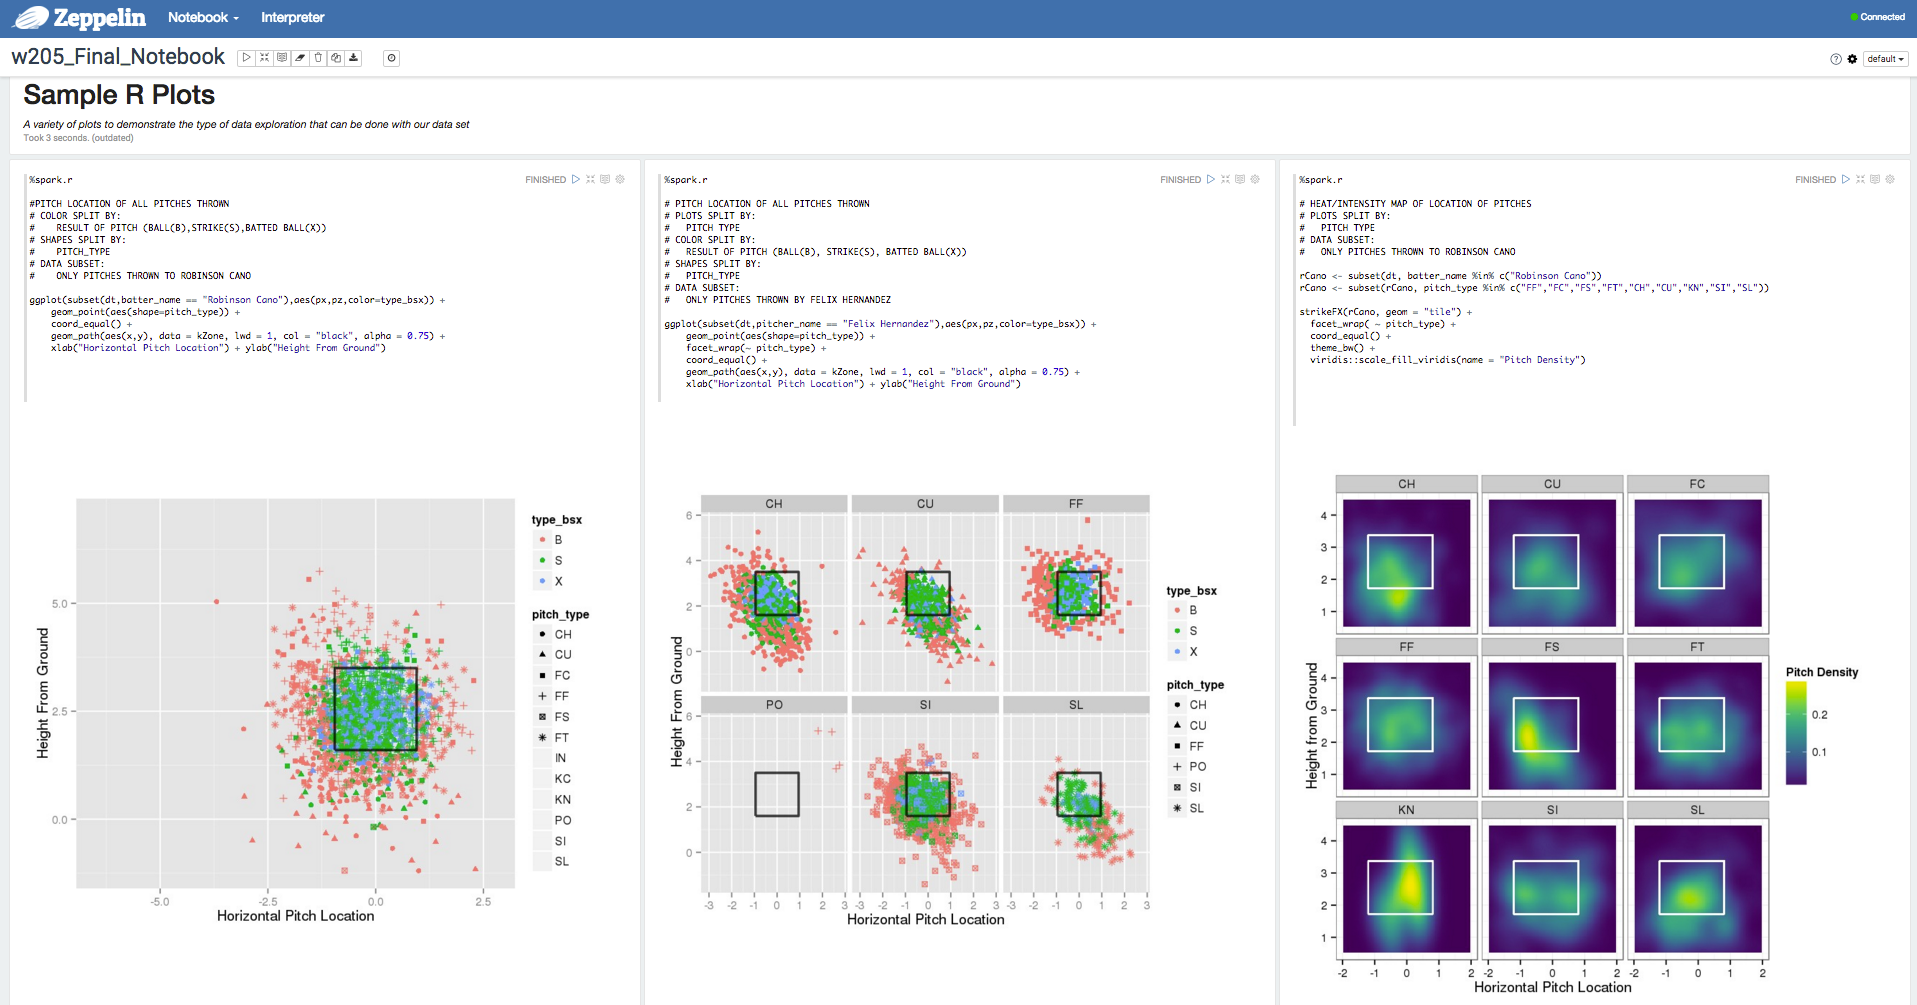 Zeppelin Notebook Interpreter Connected
w205_Final_Notebook default
Sample R Plots
A variety of plots to demonstrate the type of data exploration that can be done with our data set
Took 3 seconds. (outdated)
%spark.r FINISHED
#PITCH LOCATION OF ALL PITCHES THROWN
# COLOR SPLIT BY:
#    RESULT OF PITCH (BALL(B),STRIKE(S),BATTED BALL(X))
# SHAPES SPLIT BY:
#    PITCH_TYPE
# DATA SUBSET:
#    ONLY PITCHES THROWN TO ROBINSON CANO
ggplot(subset(dt,batter_name == "Robinson Cano"),aes(px,pz,color=type_bsx)) +
    geom_point(aes(shape=pitch_type)) +
    coord_equal() +
    geom_path(aes(x,y), data = kZone, lwd = 1, col = "black", alpha = 0.75) +
    xlab("Horizontal Pitch Location") + ylab("Height From Ground")
5.0
2.5
0.0
Height From Ground
-5.0 -2.5 0.0 2.5
Horizontal Pitch Location
type_bsx
B
S
X
pitch_type
CH
CU
FC
FF
FS
FT
IN
KC
KN
PO
SI
SL
%spark.r FINISHED
# PITCH LOCATION OF ALL PITCHES THROWN
# PLOTS SPLIT BY:
#   PITCH TYPE
# COLOR SPLIT BY:
#   RESULT OF PITCH (BALL(B), STRIKE(S), BATTED BALL(X))
# SHAPES SPLIT BY:
#   PITCH_TYPE
# DATA SUBSET:
#   ONLY PITCHES THROWN BY FELIX HERNANDEZ
ggplot(subset(dt,pitcher_name == "Felix Hernandez"),aes(px,pz,color=type_bsx)) +
    geom_point(aes(shape=pitch_type)) +
    facet_wrap(~ pitch_type) +
    coord_equal() +
    geom_path(aes(x,y), data = kZone, lwd = 1, col = "black", alpha = 0.75) +
    xlab("Horizontal Pitch Location") + ylab("Height From Ground")
CH CU FF
6
4
2
0
PO SI SL
6
4
2
0
Height From Ground
-3 -2 -1 0 1 2 3 -3 -2 -1 0 1 2 3 -3 -2 -1 0 1 2 3
Horizontal Pitch Location
type_bsx
B
S
X
pitch_type
CH
CU
FF
PO
SI
SL
%spark.r FINISHED
# HEAT/INTENSITY MAP OF LOCATION OF PITCHES
# PLOTS SPLIT BY:
#   PITCH TYPE
# DATA SUBSET:
#   ONLY PITCHES THROWN TO ROBINSON CANO
rCano <- subset(dt, batter_name %in% c("Robinson Cano"))
rCano <- subset(rCano, pitch_type %in% c("FF","FC","FS","FT","CH","CU","KN","SI","SL"))
strikeFX(rCano, geom = "tile") +
  facet_wrap( ~ pitch_type) +
  coord_equal() +
  theme_bw() +
  viridis::scale_fill_viridis(name = "Pitch Density")
CH CU FC
4
3
2
1
FF FS FT
4
3
2
1
KN SI SL
4
3
2
1
Height from Ground
-2 -1 0 1 2 -2 -1 0 1 2 -2 -1 0 1 2
Horizontal Pitch Location
Pitch Density
0.2
0.1